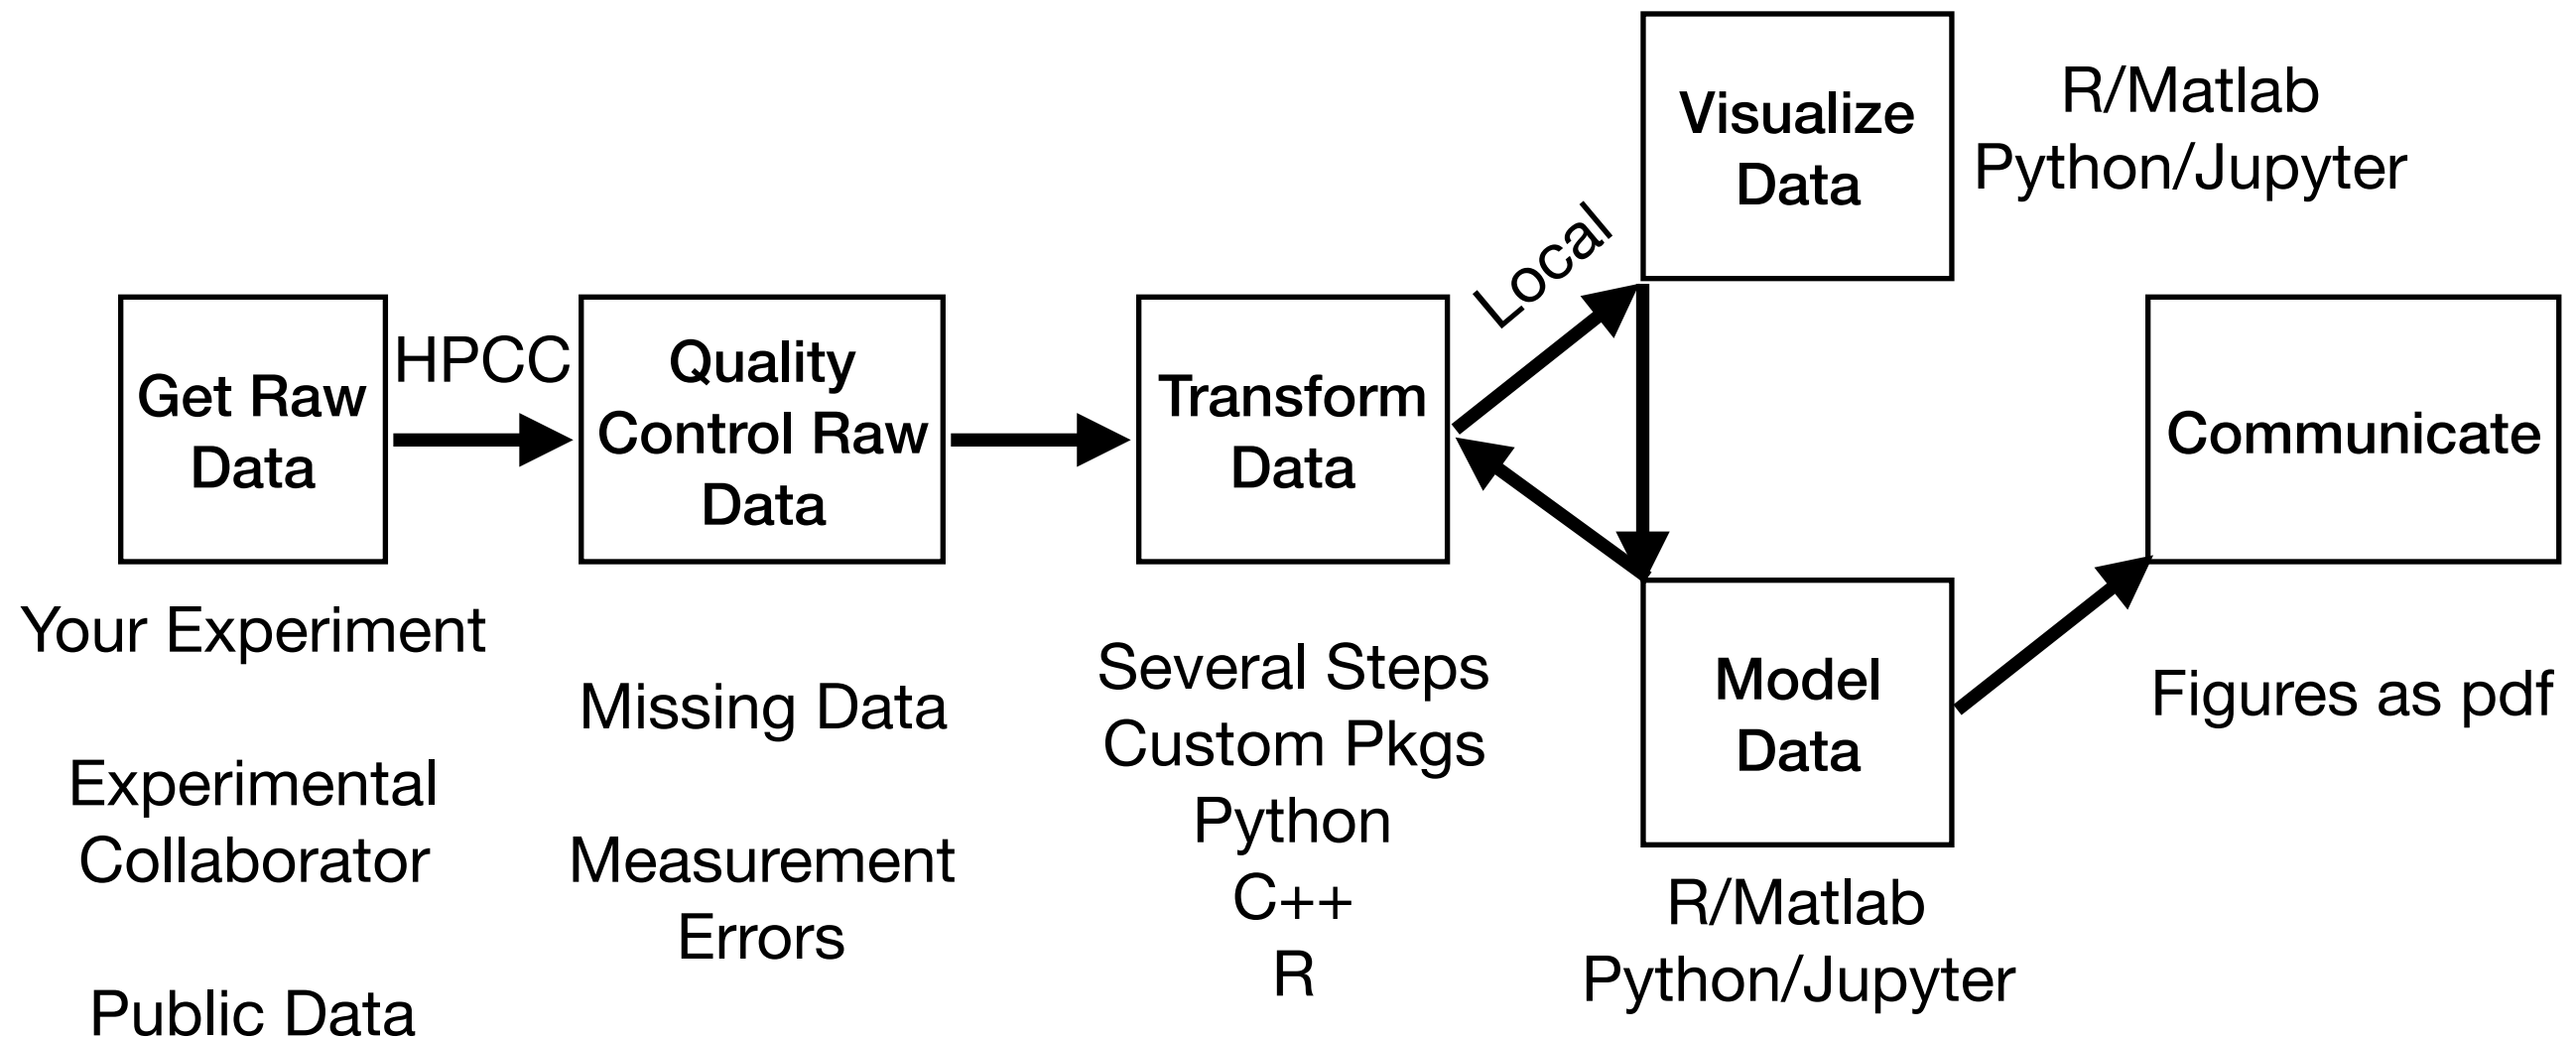 Get Raw
Data
Your Experiment
Experimental
Collaborator
Public Data
HPCC
Quality
Control Raw
Data
Missing Data
Measurement
Errors
Transform
Data
Several Steps
Custom Pkgs
Python
C++
R
Local
Visualize
Data
R/Matlab
Python/Jupyter
Model
Data
R/Matlab
Python/Jupyter
Communicate
Figures as pdf